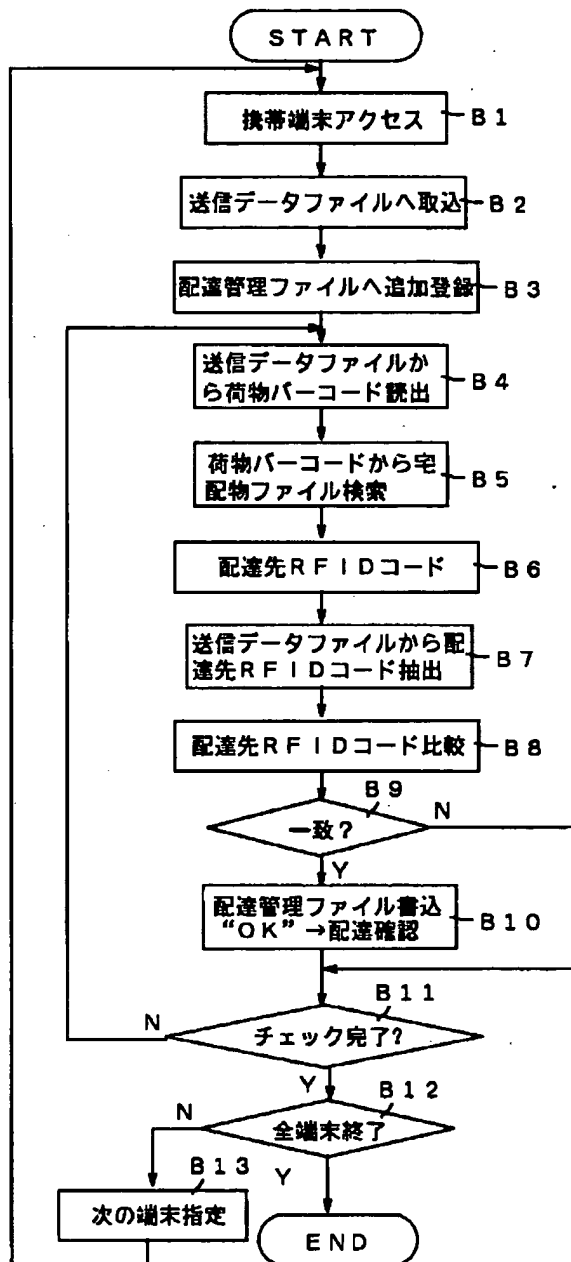 START
携帯端末アクセス
B1
送信データファイルへ取込
B2
配達管理ファイルへ追加登録
B3
送信データファイルか
ら荷物バーコード読出
B4
荷物バーコードから宅
配物ファイル検索
B5
配達先RFIDコード
B6
送信データファイルから配
達先RFIDコード抽出
B7
配達先RFIDコード比較
B8
B9
一致?
N
Y
配達管理ファイル書込
“OK”→配達確認
B10
B11
チェック完了?
N
Y
B12
全端末終了
N
Y
B13
次の端末指定
END